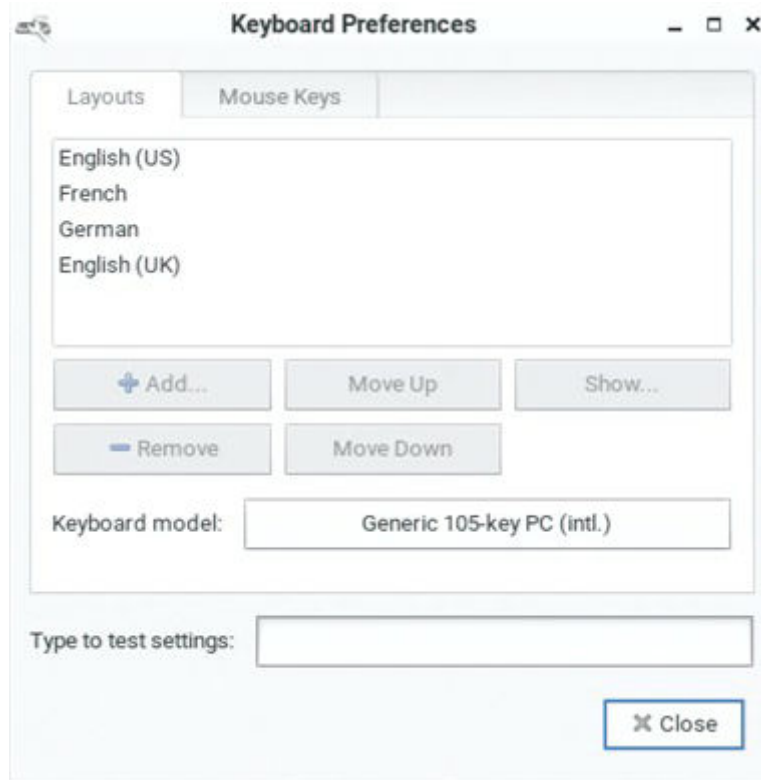 Keyboard Preferences
Layouts Mouse Keys
English (US)
French
German
English (UK)
Add... Move Up Show...
Remove Move Down
Keyboard model: Generic 105-key PC (intl.)
Type to test settings:
Close